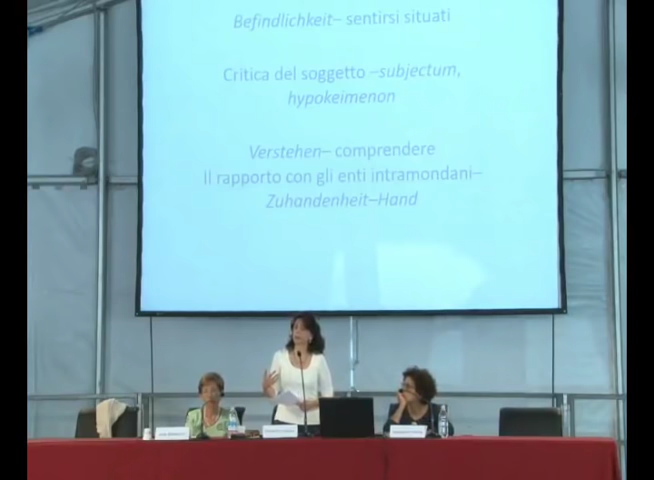 Befindlichkeit– sentirsi situati
Critica del soggetto –subjectum,
hypokeimenon
Verstehen– comprendere
Il rapporto con gli enti intramondani–
Zuhandenheit–Hand